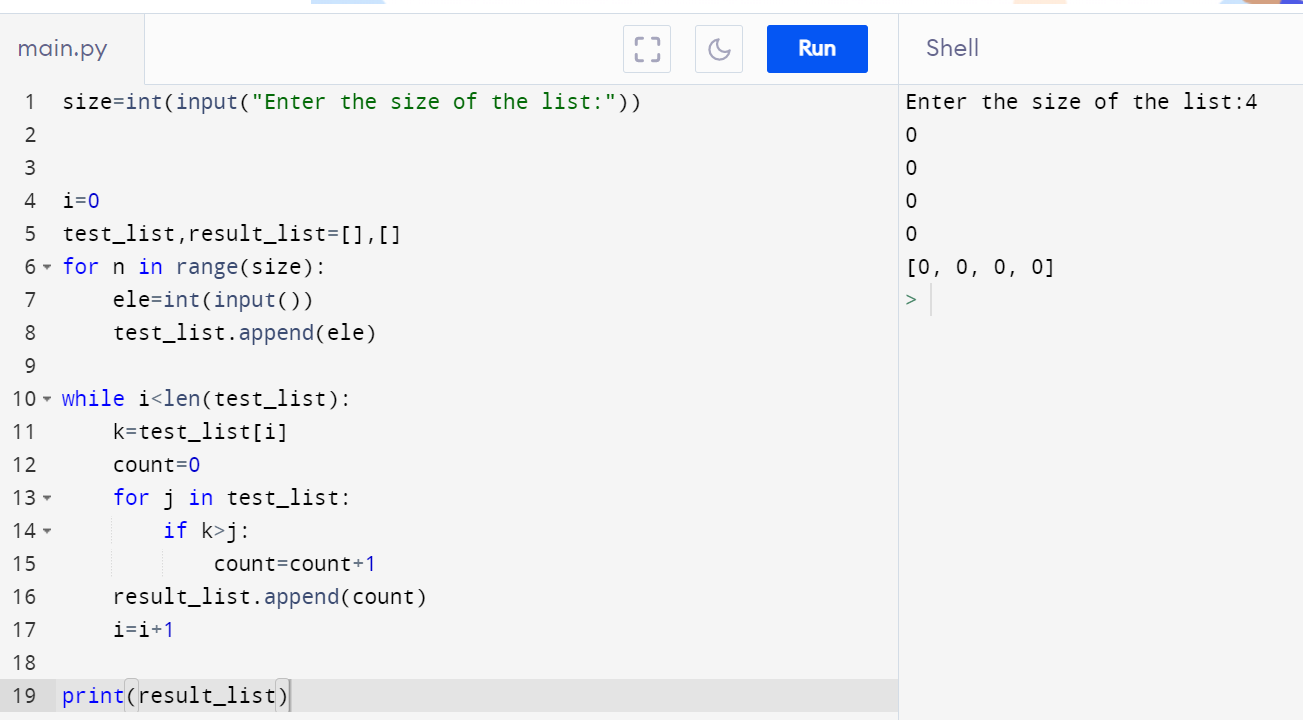 main.py
Run
Shell
1 size=int(input("Enter the size of the list:"))
2
3
4 i=0
5 test_list,result_list=[],[]
6 for n in range(size):
7     ele=int(input())
8     test_list.append(ele)
9
10 while i<len(test_list):
11     k=test_list[i]
12     count=0
13     for j in test_list:
14         if k>j:
15             count=count+1
16     result_list.append(count)
17     i=i+1
18
19 print(result_list)
Enter the size of the list:4
0
0
0
0
[0, 0, 0, 0]
>